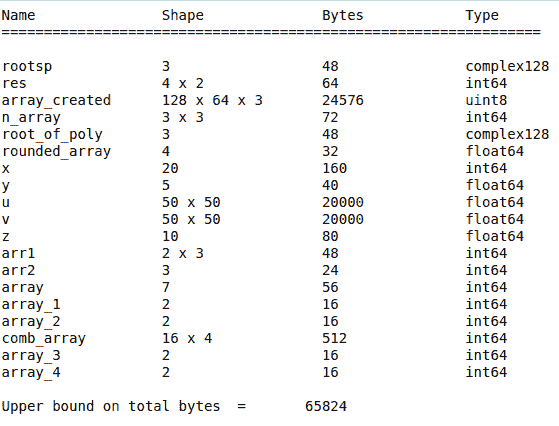 Name Shape Bytes Type
================================================================
rootsp 3 48 complex128
res 4 x 2 64 int64
array_created 128 x 64 x 3 24576 uint8
n_array 3 x 3 72 int64
root_of_poly 3 48 complex128
rounded_array 4 32 float64
x 20 160 int64
y 5 40 float64
u 50 x 50 20000 float64
v 50 x 50 20000 float64
z 10 80 float64
arr1 2 x 3 48 int64
arr2 3 24 int64
array 7 56 int64
array_1 2 16 int64
array_2 2 16 int64
comb_array 16 x 4 512 int64
array_3 2 16 int64
array_4 2 16 int64
Upper bound on total bytes = 65824